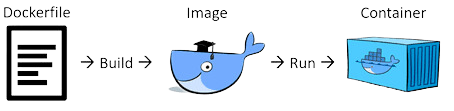 Dockerfile Image Container
→ Build → → Run →